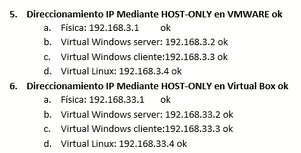 5. Direccionamiento IP Mediante HOST-ONLY en VMWARE ok
a. Física: 192.168.3.1 ok
b. Virtual Windows server: 192.168.3.2 ok
c. Virtual Windows cliente:192.168.3.3 ok
d. Virtual Linux: 192.168.3.4 ok
6. Direccionamiento IP Mediante HOST-ONLY en Virtual Box ok
a. Física: 192.168.33.1 ok
b. Virtual Windows server: 192.168.33.2 ok
c. Virtual Windows cliente:192.168.33.3 ok
d. Virtual Linux: 192.168.33.4 ok